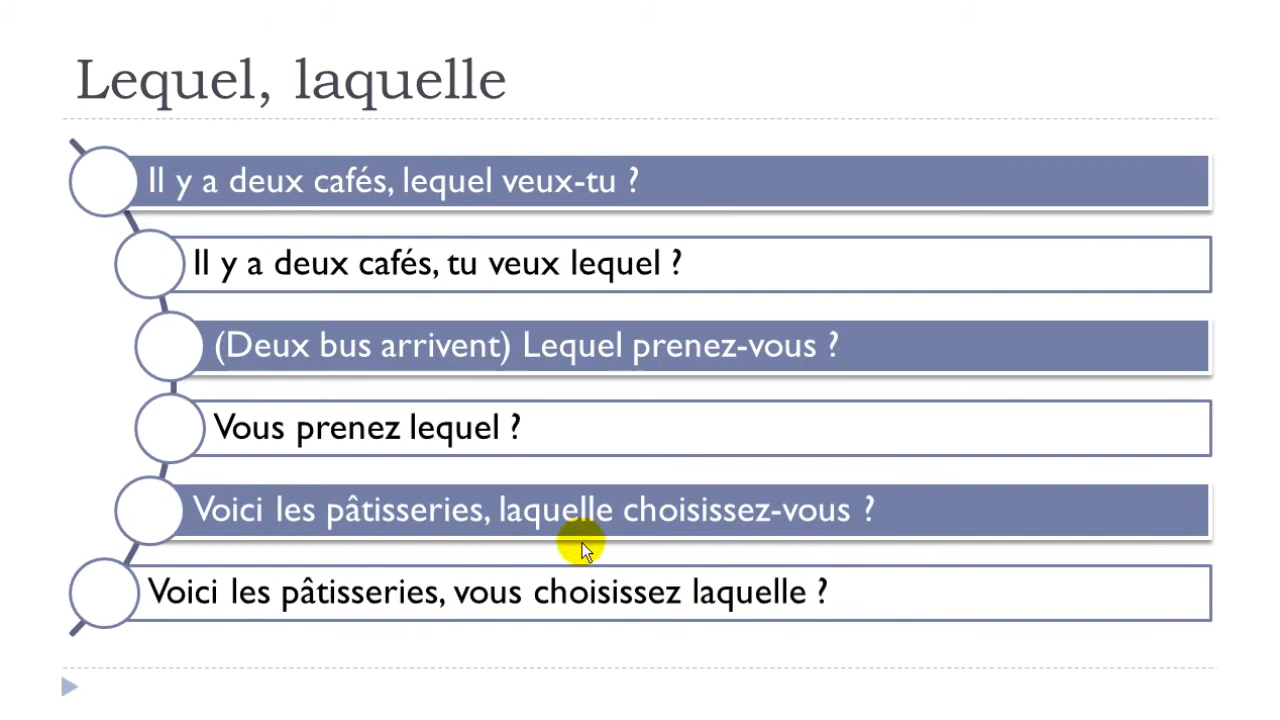 Lequel, laquelle
Il y a deux cafés, lequel veux-tu ?
Il y a deux cafés, tu veux lequel ?
(Deux bus arrivent) Lequel prenez-vous ?
Vous prenez lequel ?
Voici les pâtisseries, laquelle choisissez-vous ?
Voici les pâtisseries, vous choisissez laquelle ?